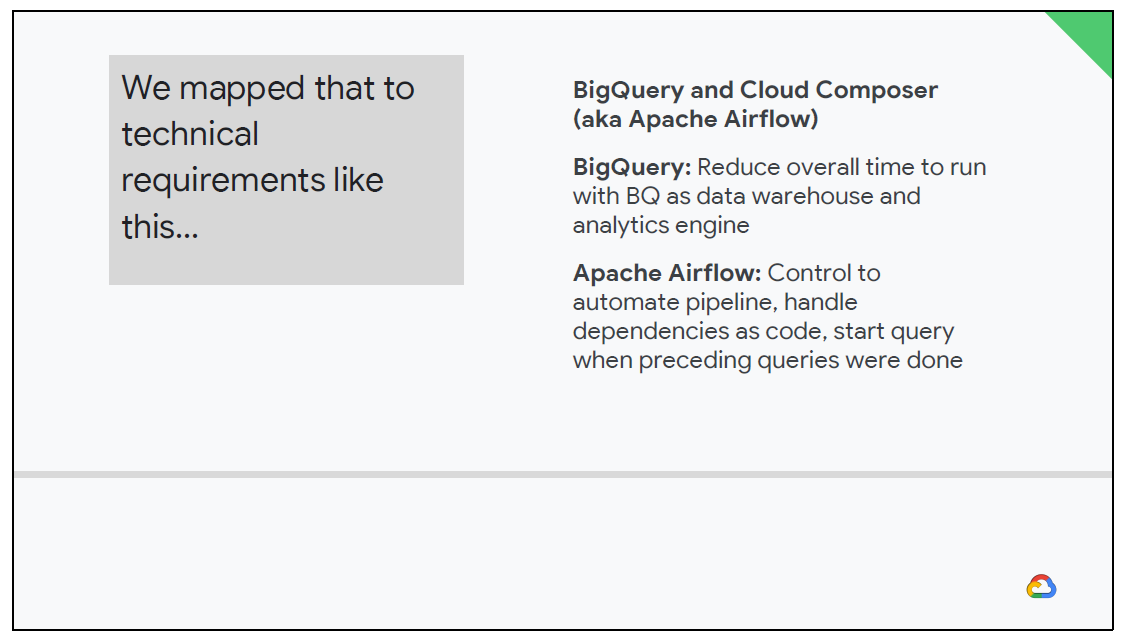 We mapped that to
technical
requirements like
this...
BigQuery and Cloud Composer
(aka Apache Airflow)
BigQuery: Reduce overall time to run
with BQ as data warehouse and
analytics engine
Apache Airflow: Control to
automate pipeline, handle
dependencies as code, start query
when preceding queries were done